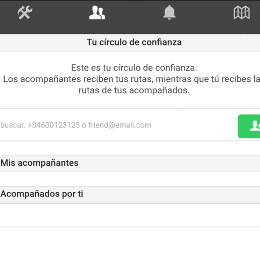 Tu círculo de confianza
Este es tu círculo de confianza.
Los acompañantes reciben tus rutas, mientras que tú recibes la
rutas de tus acompañados.
buscar: +34600123123 ó friend@email.com
Mis acompañantes
Acompañados por ti